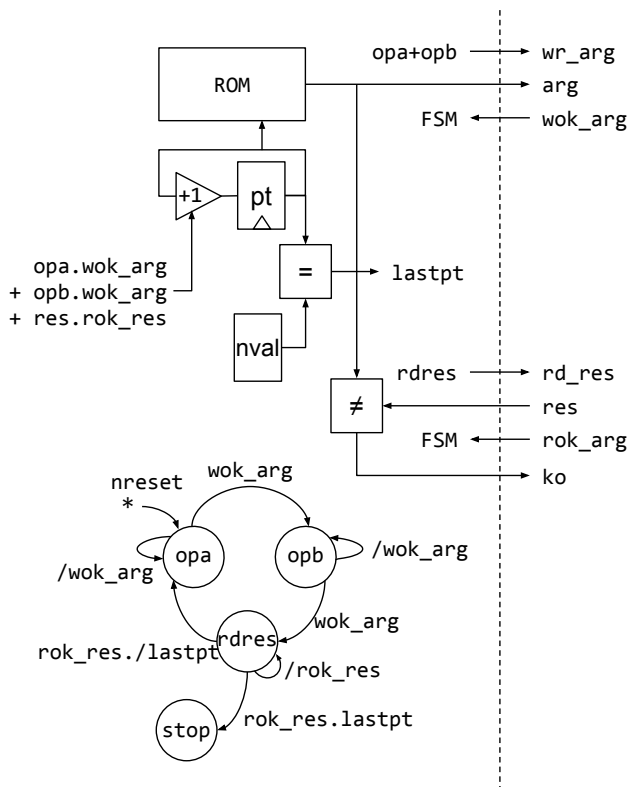 opa+opb wr_arg
ROM arg
FSM wok_arg
+1 pt
opa.wok_arg
+ opb.wok_arg
+ res.rok_res
= lastpt
nval
rdres rd_res
≠ res
FSM rok_arg
ko
wok_arg
nreset
*
opa opb
/wok_arg
/wok_arg
wok_arg
rdres
rok_res./lastpt
/rok_res
rok_res.lastpt
stop